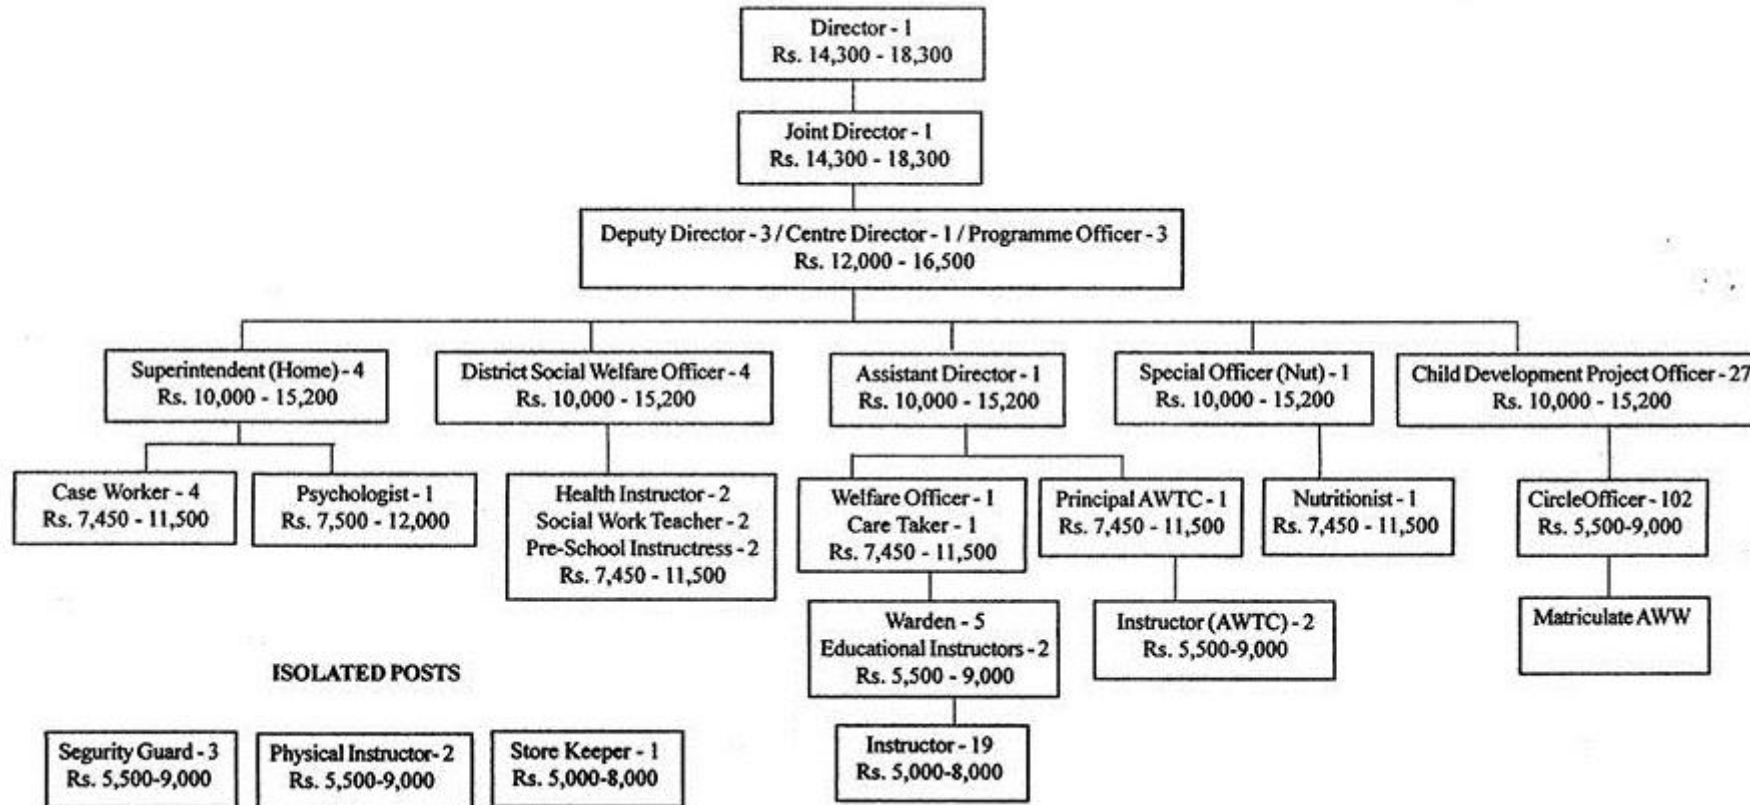 Director - 1
Rs. 14,300 - 18,300
Joint Director - 1
Rs. 14,300 - 18,300
Deputy Director - 3 / Centre Director - 1 / Programme Officer - 3
Rs. 12,000 - 16,500
Superintendent (Home) - 4
Rs. 10,000 - 15,200
District Social Welfare Officer - 4
Rs. 10,000 - 15,200
Assistant Director - 1
Rs. 10,000 - 15,200
Special Officer (Nut) - 1
Rs. 10,000 - 15,200
Child Development Project Officer - 27
Rs. 10,000 - 15,200
Case Worker - 4
Rs. 7,450 - 11,500
Psychologist - 1
Rs. 7,500 - 12,000
Health Instructor - 2
Social Work Teacher - 2
Pre-School Instructress - 2
Rs. 7,450 - 11,500
Welfare Officer - 1
Care Taker - 1
Rs. 7,450 - 11,500
Principal AWTC - 1
Rs. 7,450 - 11,500
Nutritionist - 1
Rs. 7,450 - 11,500
CircleOfficer - 102
Rs. 5,500-9,000
Warden - 5
Educational Instructors - 2
Rs. 5,500 - 9,000
Instructor (AWTC) - 2
Rs. 5,500-9,000
Matriculate AWW
Instructor - 19
Rs. 5,000-8,000
ISOLATED POSTS
Segurity Guard - 3
Rs. 5,500-9,000
Physical Instructor- 2
Rs. 5,500-9,000
Store Keeper - 1
Rs. 5,000-8,000